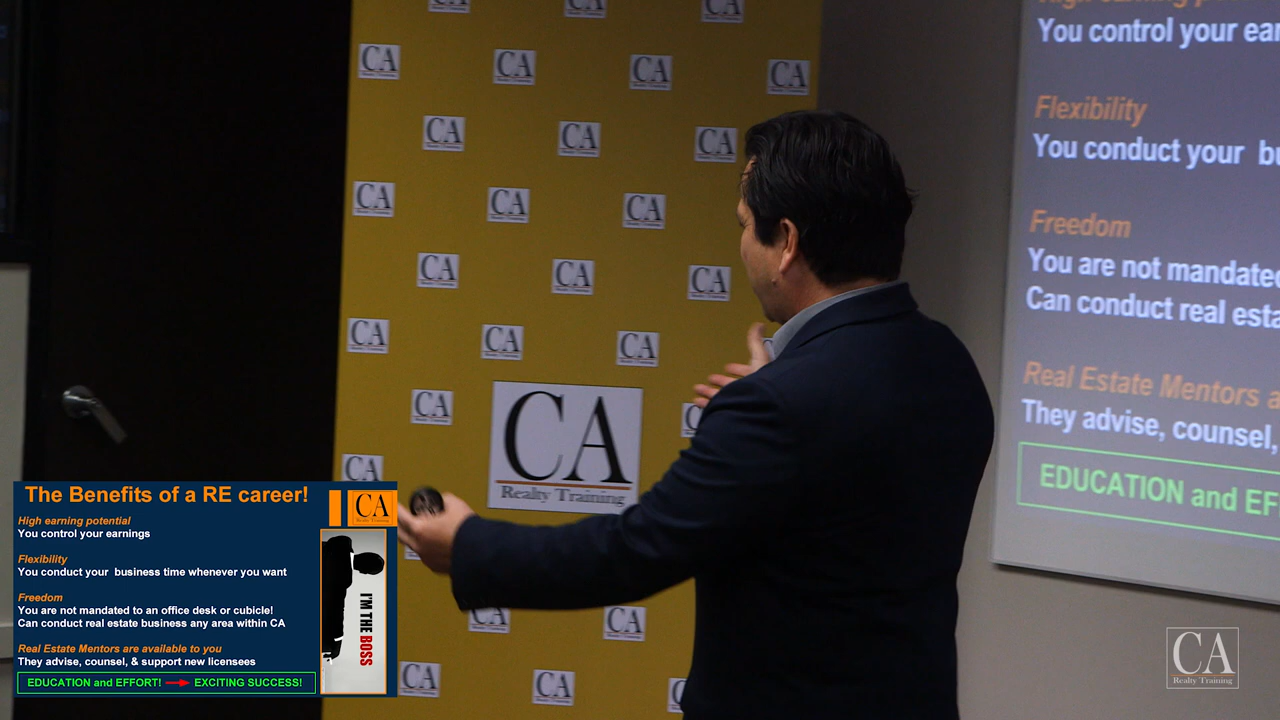 You control your ear
Flexibility
You conduct your bu
Freedom
You are not mandated
Can conduct real esta
Real Estate Mentors a
They advise, counsel,
EDUCATION and EF
CA
Realty Training
The Benefits of a RE career!
CA
Realty Training
High earning potential
You control your earnings
Flexibility
You conduct your business time whenever you want
Freedom
You are not mandated to an office desk or cubicle!
Can conduct real estate business any area within CA
Real Estate Mentors are available to you
They advise, counsel, & support new licensees
EDUCATION and EFFORT! EXCITING SUCCESS!
I'M THE BOSS
CA
Realty Training